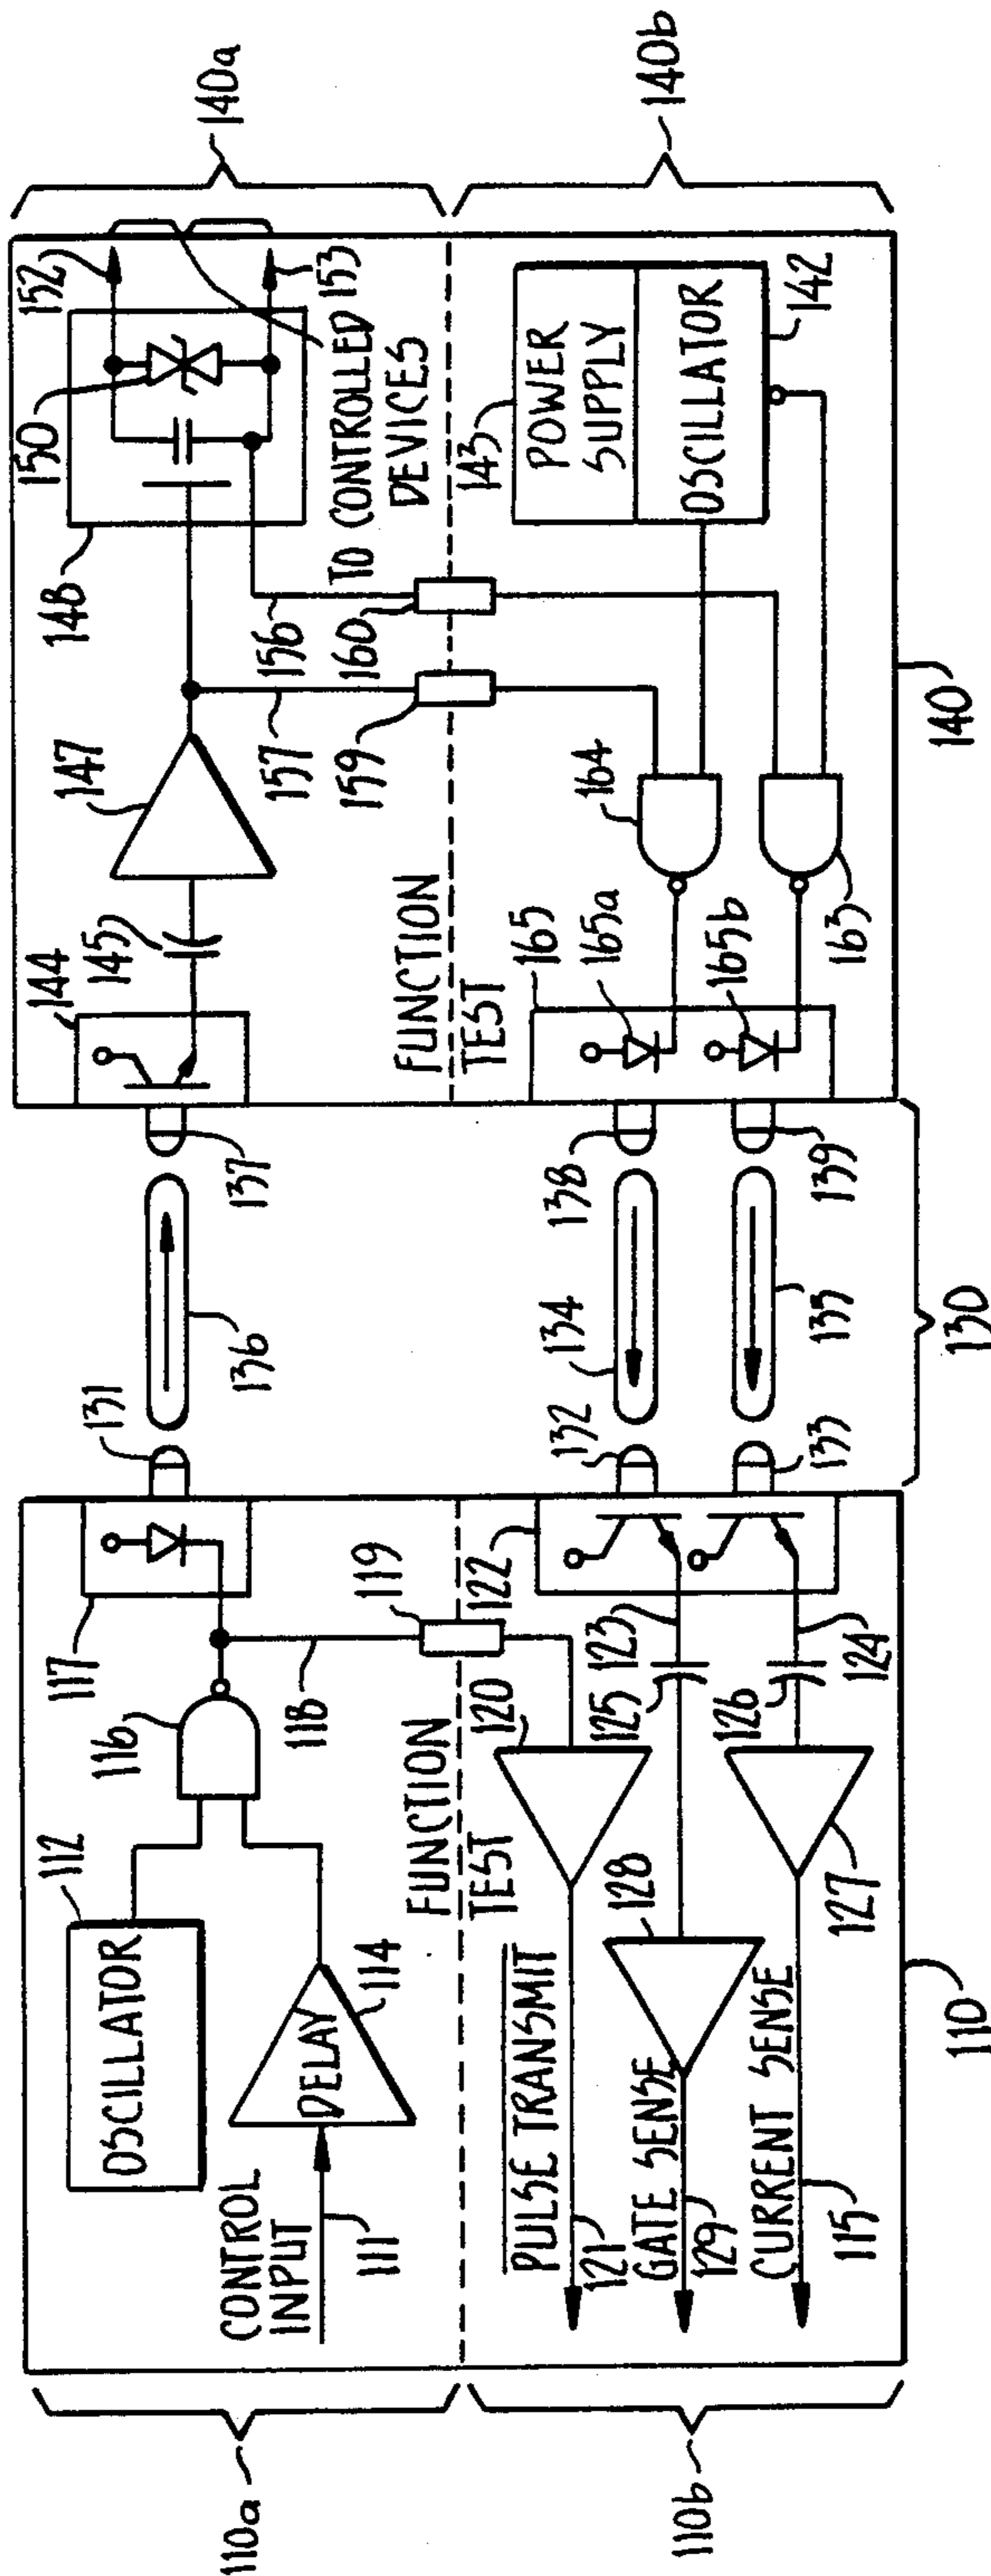 110a
110b
112
OSCILLATOR
CONTROL
INPUT
111
DELAY
114
116
117
118
119
FUNCTION
TEST
PULSE TRANSMIT
121
120
GATE SENSE
129
128
CURRENT SENSE
115
127
122
123
125
124
126
110
131
136
137
132
134
138
133
135
139
130
144
145
147
148
150
152
153
TO CONTROLLED
DEVICES
156
157
159
160
FUNCTION
TEST
143
POWER
SUPPLY
OSCILLATOR
142
164
163
165
165a
165b
140
140a
140b